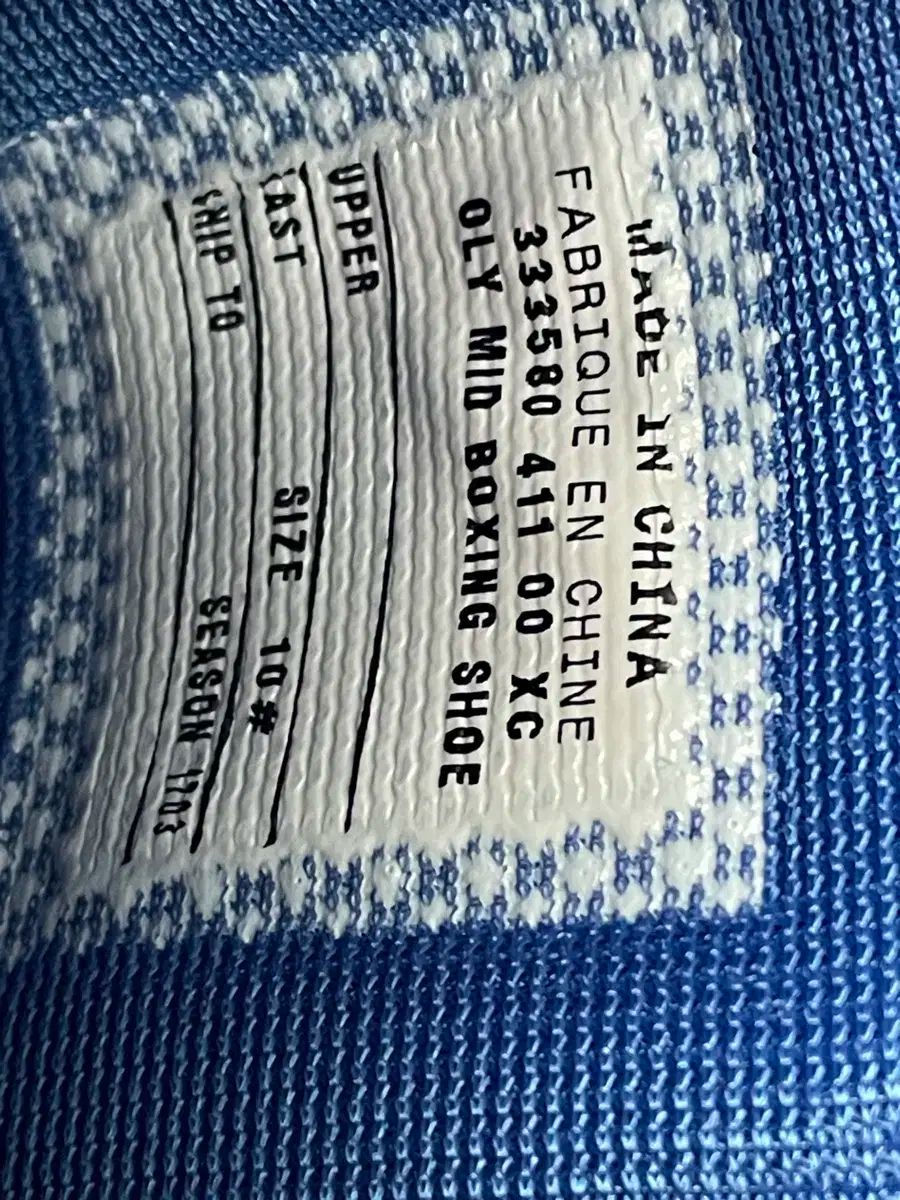 MADE IN CHINA
FABRIQUE EN CHINE
333580 411 00 XC
OLY MID BOXING SHOE
UPPER
LAST SIZE 10#
SHIP TO SEASON 1703